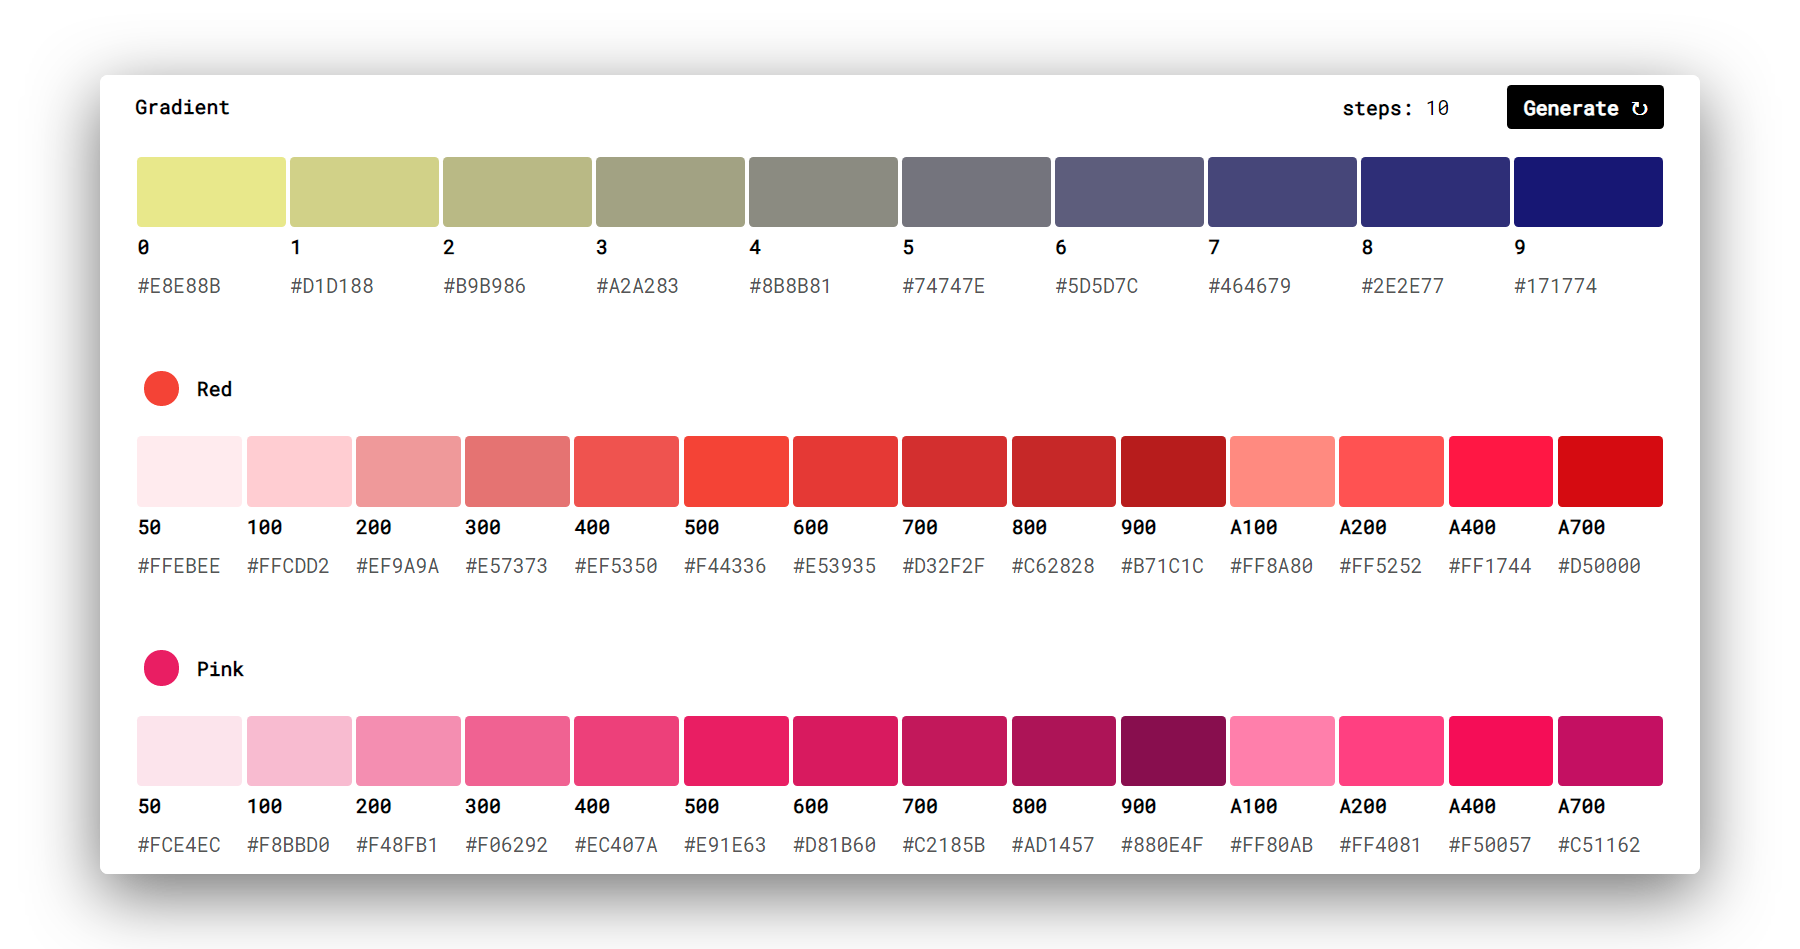 Gradient steps: 10 Generate ↻
0 1 2 3 4 5 6 7 8 9
#E8E88B #D1D188 #B9B986 #A2A283 #8B8B81 #74747E #5D5D7C #464679 #2E2E77 #171774
Red
50 100 200 300 400 500 600 700 800 900 A100 A200 A400 A700
#FFEBEE #FFCDD2 #EF9A9A #E57373 #EF5350 #F44336 #E53935 #D32F2F #C62828 #B71C1C #FF8A80 #FF5252 #FF1744 #D50000
Pink
50 100 200 300 400 500 600 700 800 900 A100 A200 A400 A700
#FCE4EC #F8BBD0 #F48FB1 #F06292 #EC407A #E91E63 #D81B60 #C2185B #AD1457 #880E4F #FF80AB #FF4081 #F50057 #C51162